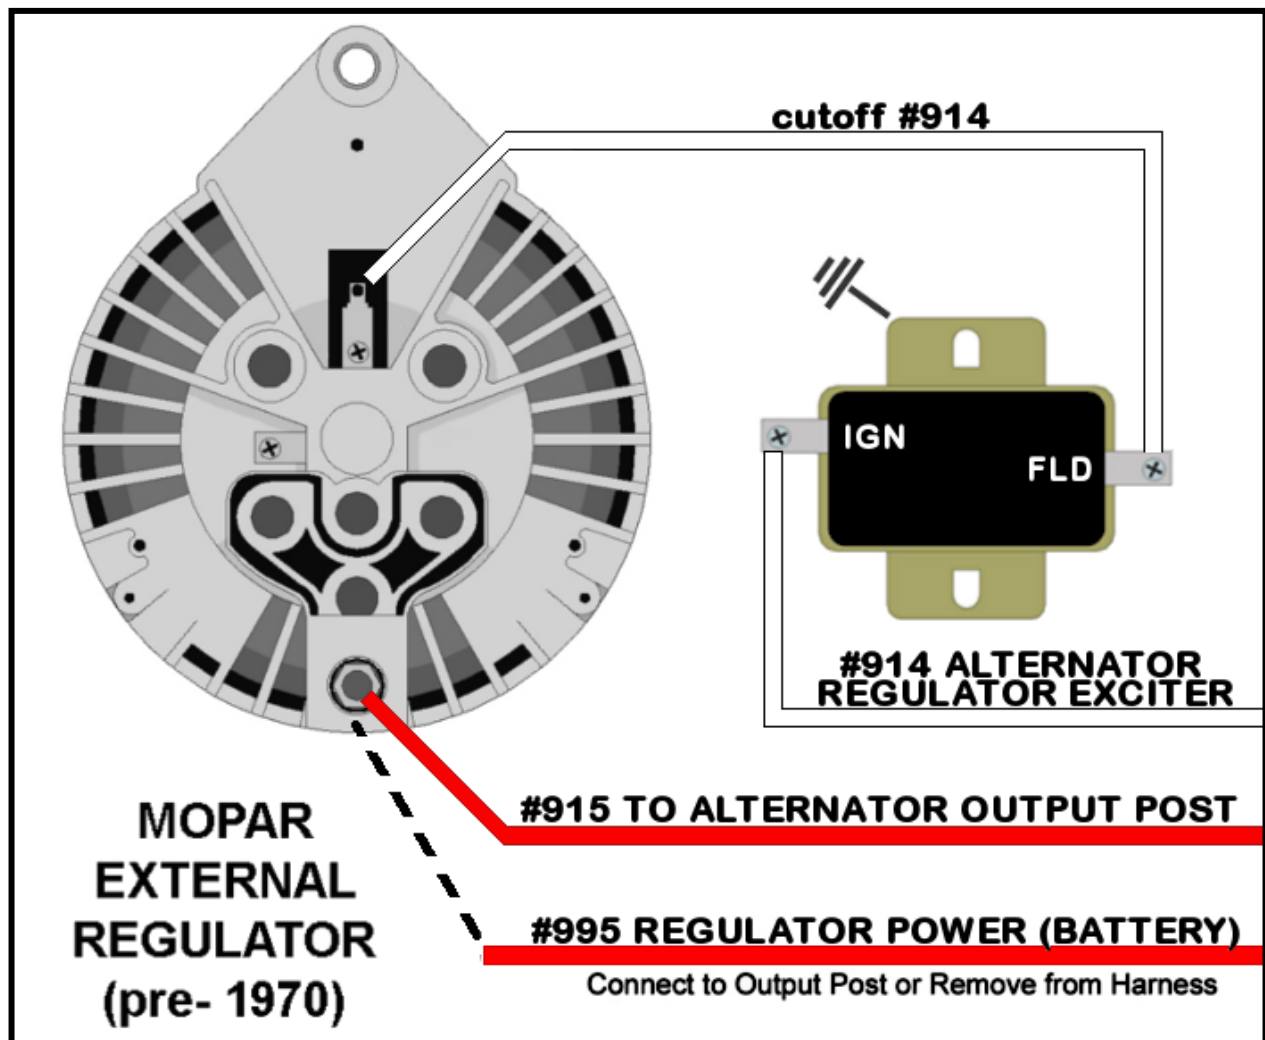 cutoff #914
IGN
FLD
#914 ALTERNATOR
REGULATOR EXCITER
#915 TO ALTERNATOR OUTPUT POST
#995 REGULATOR POWER (BATTERY)
Connect to Output Post or Remove from Harness
MOPAR
EXTERNAL
REGULATOR
(pre- 1970)